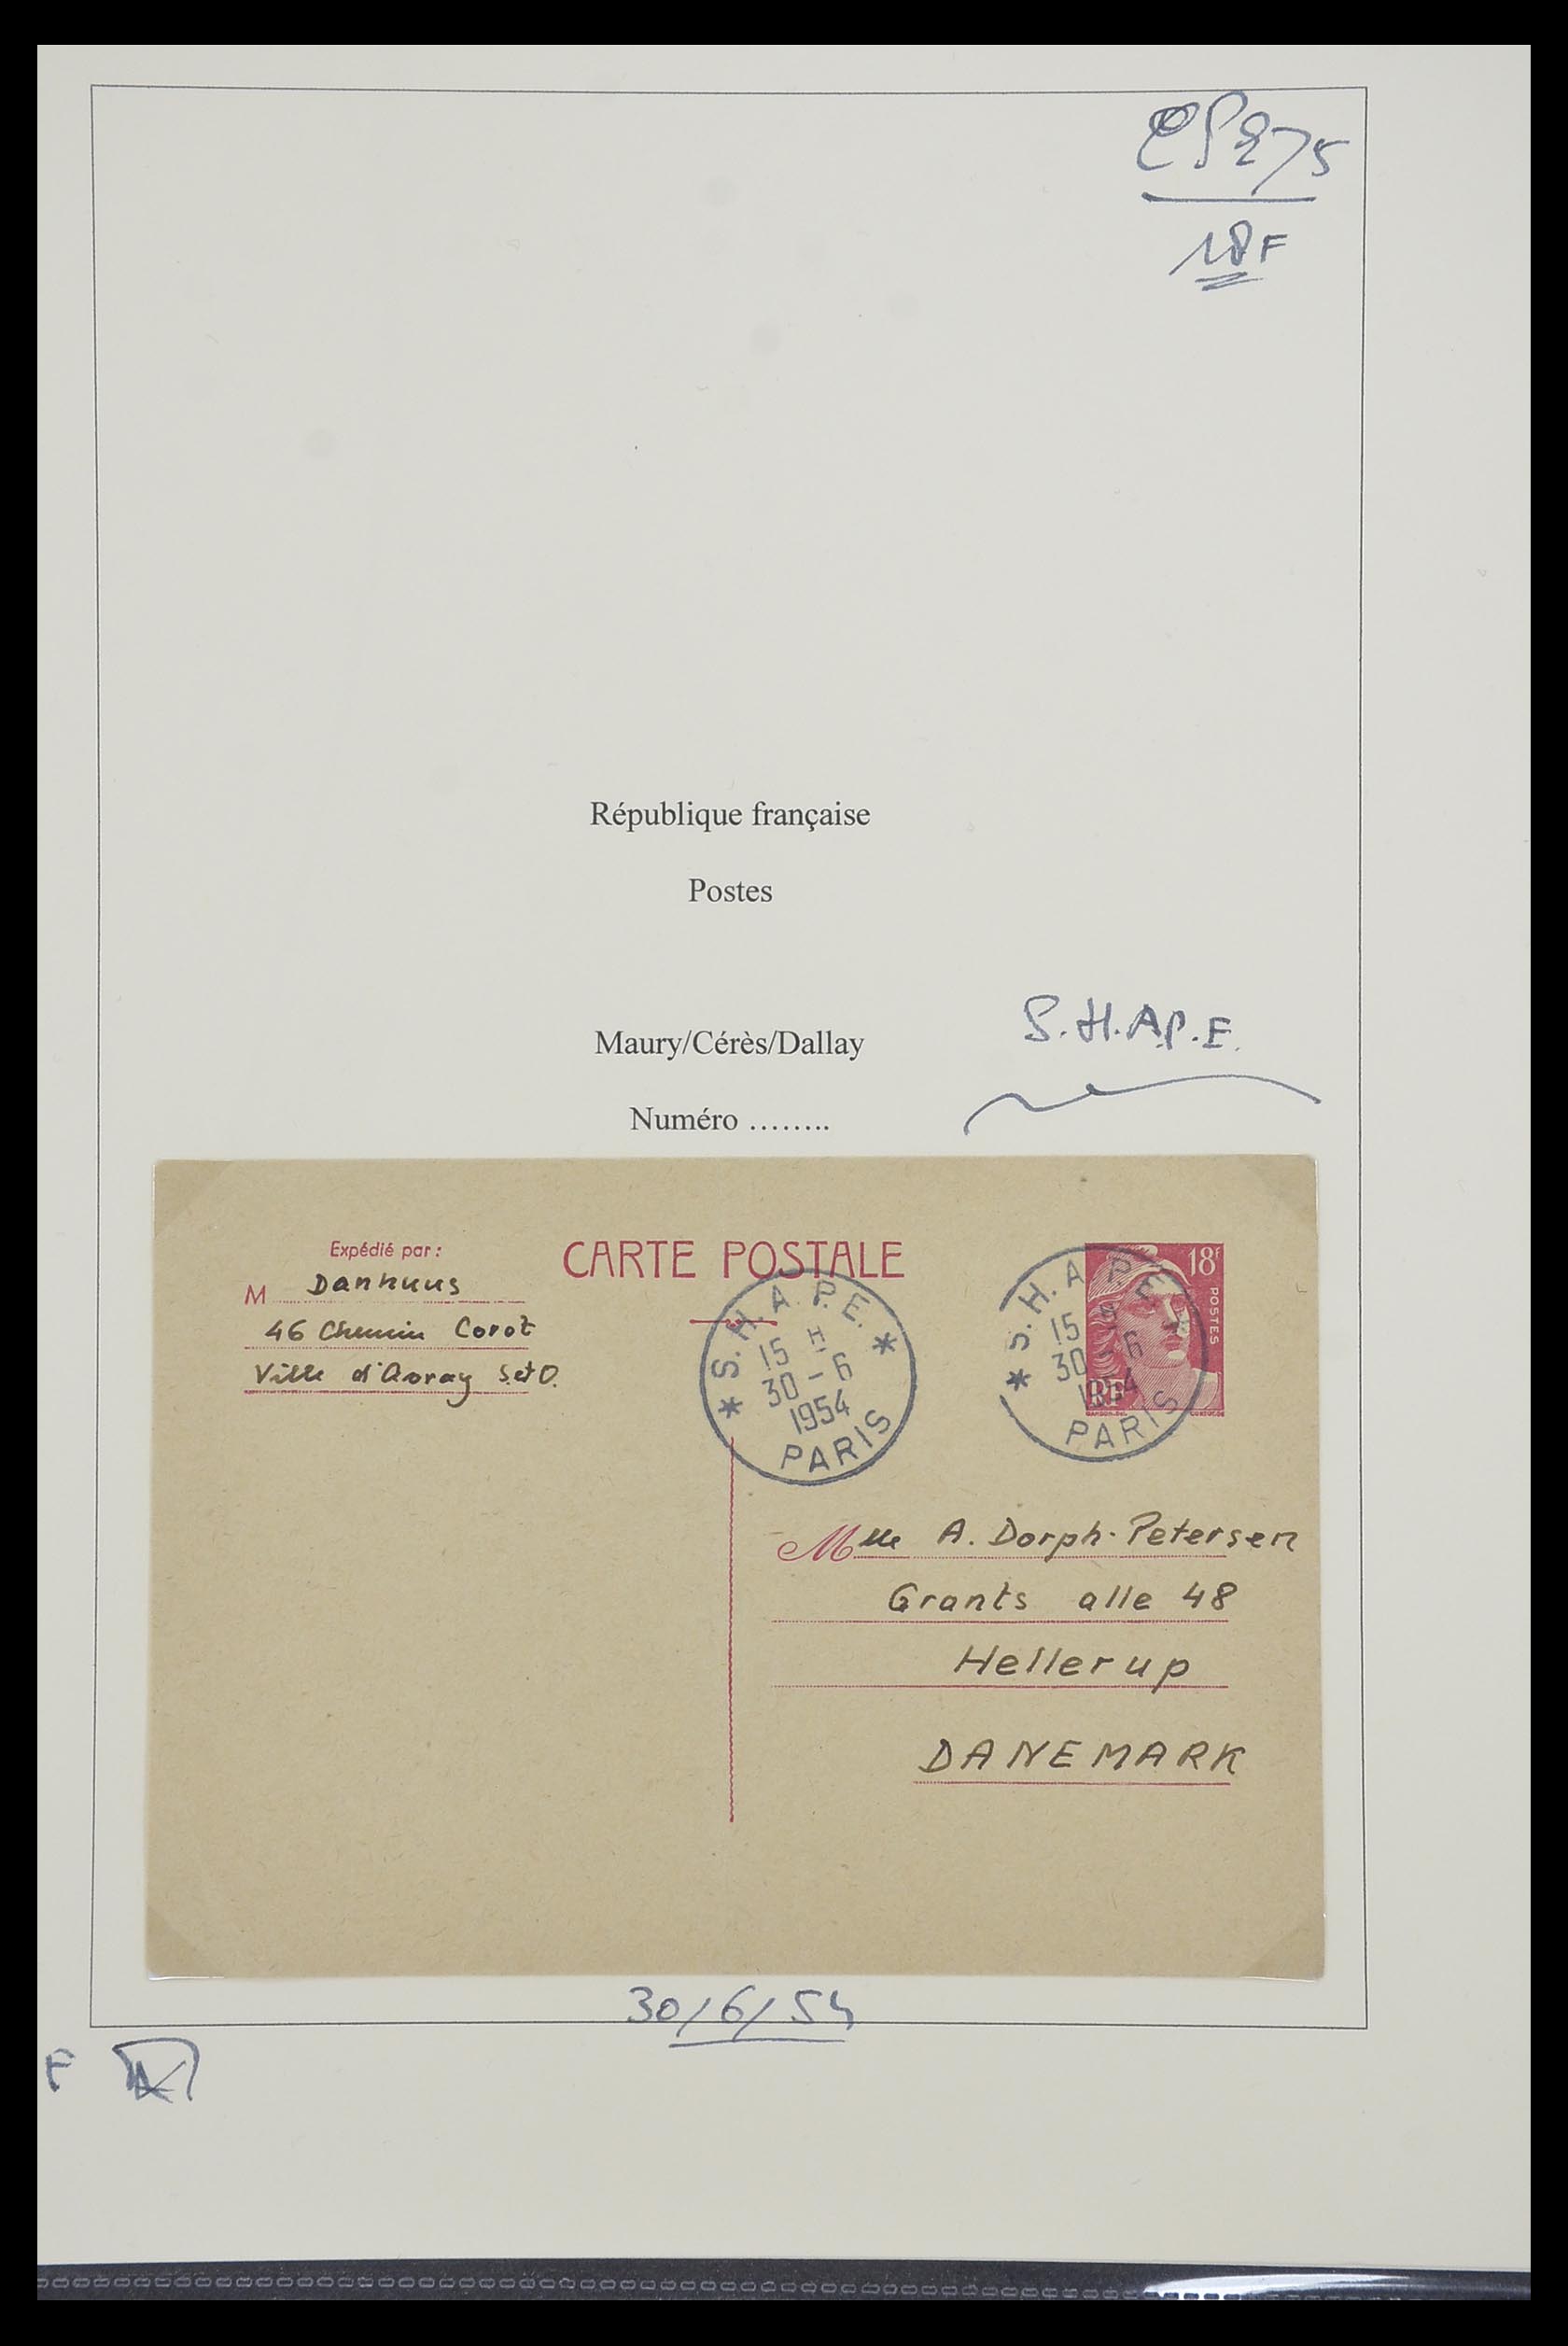 18F
République française
Postes
Maury/Cérès/Dallay
S.H.A.P.E.
Numéro ……..
Expédié par :
M Danhuus
46 Chemin Corot
Ville d'Avray S.et O.
CARTE POSTALE
* S.H.A.P.E. *
15 H
30 - 6
1954
PARIS
* S.H.A.P.E.
15 H
30 - 6
1954
PARIS
18F
POSTES
RF
Mlle A. Dorph-Petersen
Grants alle 48
Hellerup
DANEMARK
30/6/54
F